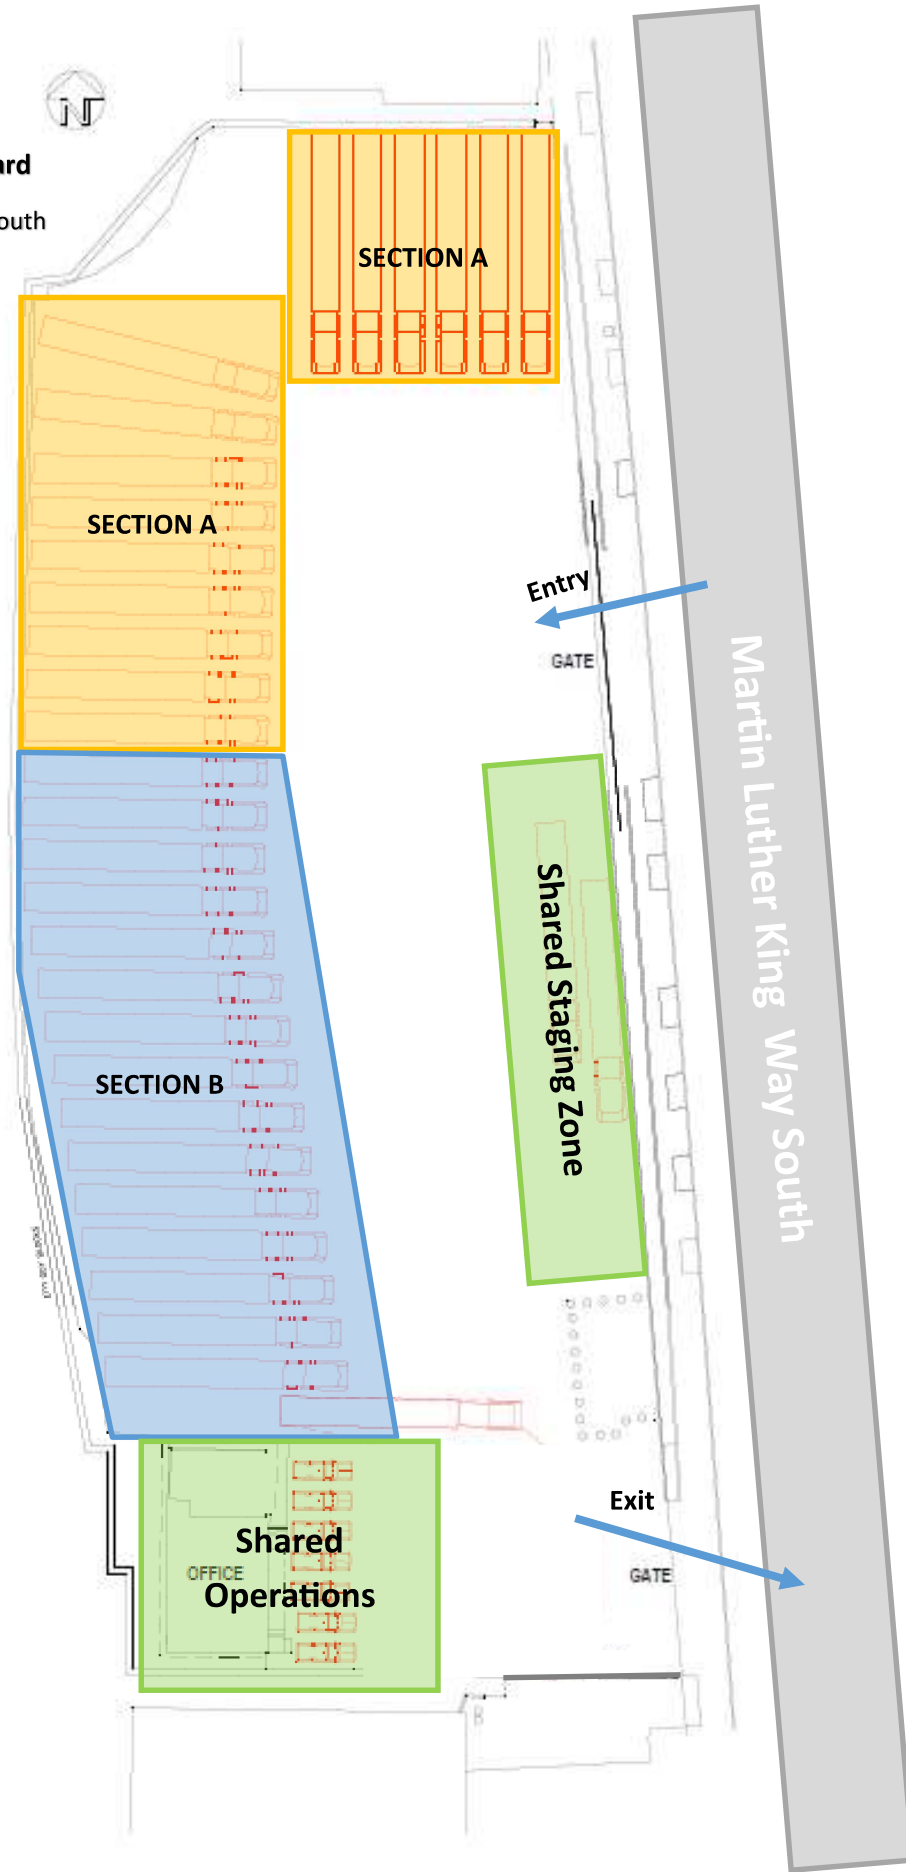 N
ard
outh
SECTION A
SECTION A
Entry
GATE
Martin Luther King Way South
Shared Staging Zone
SECTION B
Exit
Shared
OFFICE
Operations
GATE